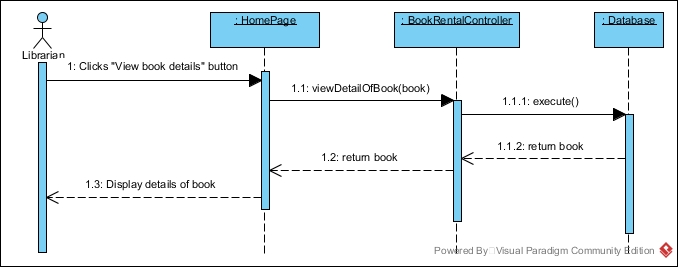 : HomePage
: BookRentalController
: Database
Librarian
1: Clicks "View book details" button
1.1: viewDetailOfBook(book)
1.1.1: execute()
1.1.2: return book
1.2: return book
1.3: Display details of book
Powered By Visual Paradigm Community Edition